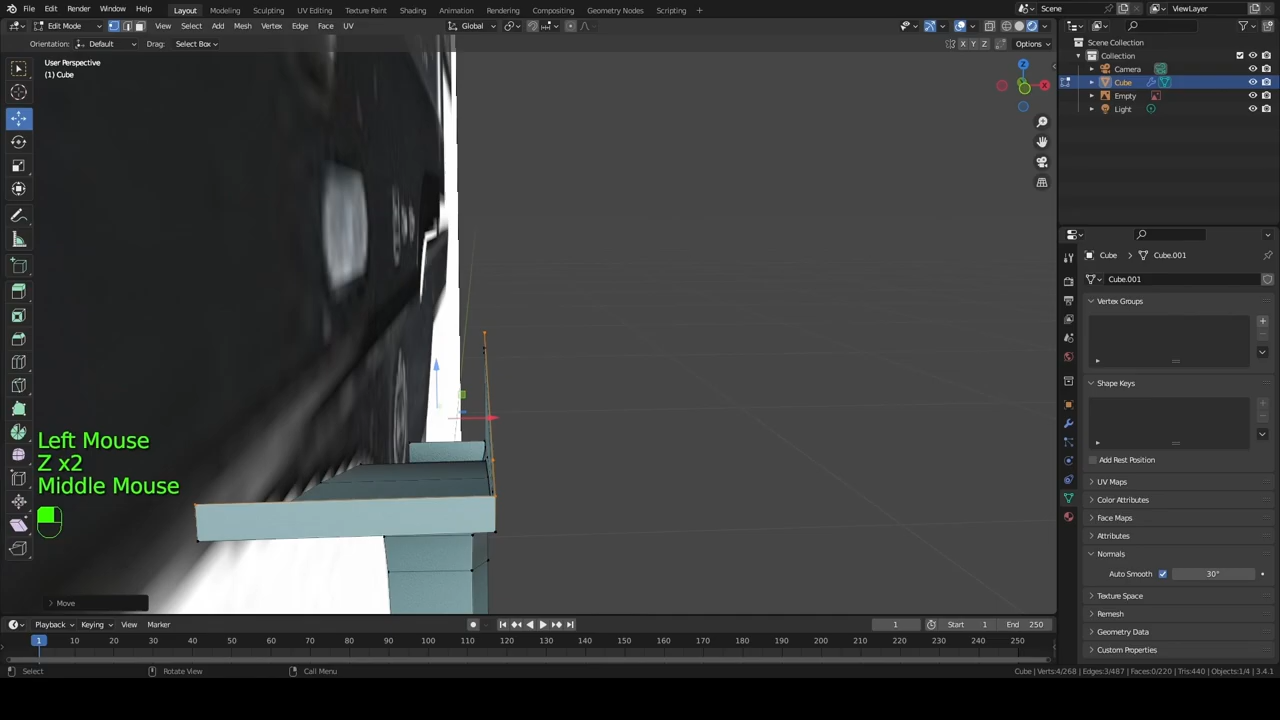 File Edit Render Window Help
Layout Modeling Sculpting UV Editing Texture Paint Shading Animation Rendering Compositing Geometry Nodes Scripting +
Scene
ViewLayer
Edit Mode View Select Add Mesh Vertex Edge Face UV
Global
Orientation: Default Drag: Select Box
X Y Z Options
User Perspective
(1) Cube
Z
X
Left Mouse
Z x2
Middle Mouse
Move
Scene Collection
Collection
Camera
Cube
Empty
Light
Cube Cube.001
Cube.001
Vertex Groups
Shape Keys
Add Rest Position
UV Maps
Color Attributes
Face Maps
Attributes
Normals
Auto Smooth 30°
Texture Space
Remesh
Geometry Data
Custom Properties
Playback Keying View Marker
1 Start 1 End 250
1 10 20 30 40 50 60 70 80 90 100 110 120 130 140 150 160 170 180 190 200 210 220 230 240 250
Select Rotate View Call Menu
Cube | Verts:4/268 | Edges:3/487 | Faces:0/220 | Tris:440 | Objects:1/4 | 3.4.1